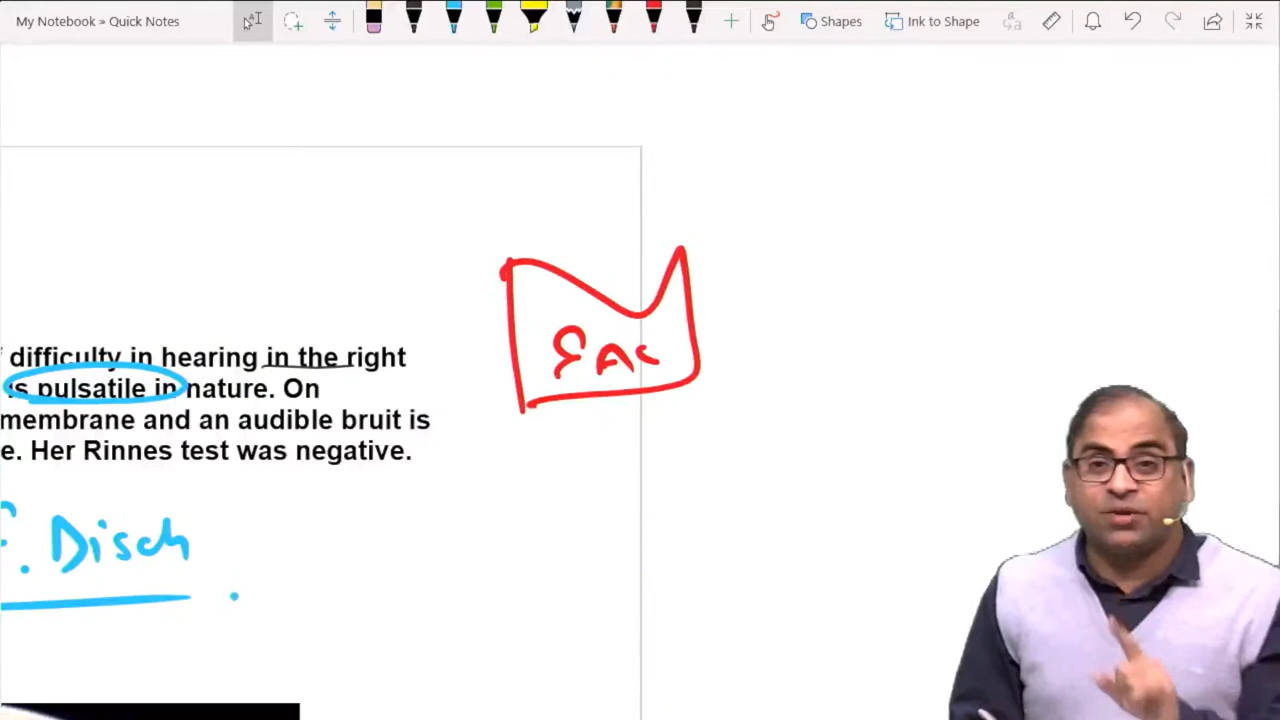 My Notebook » Quick Notes
Shapes
Ink to Shape
difficulty in hearing in the right
is pulsatile in nature. On
membrane and an audible bruit is
e. Her Rinnes test was negative.
EAC
. Disch